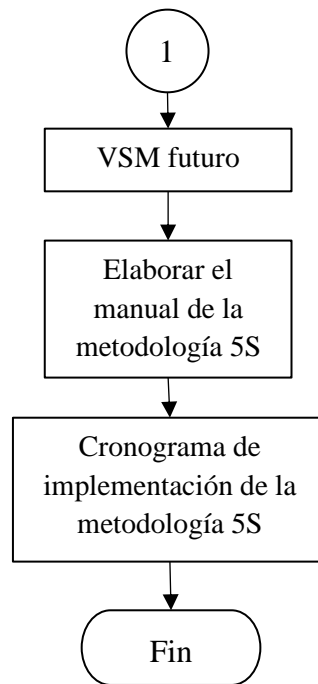 1
VSM futuro
Elaborar el
manual de la
metodología 5S
Cronograma de
implementación de la
metodología 5S
Fin